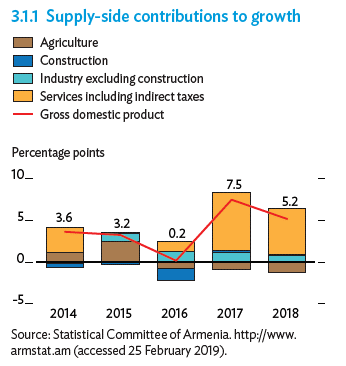 3.1.1 Supply-side contributions to growth
Agriculture
Construction
Industry excluding construction
Services including indirect taxes
Gross domestic product
Percentage points
10
5
0
-5
3.6
3.2
0.2
7.5
5.2
2014
2015
2016
2017
2018
Source: Statistical Committee of Armenia. http://www.
armstat.am (accessed 25 February 2019).